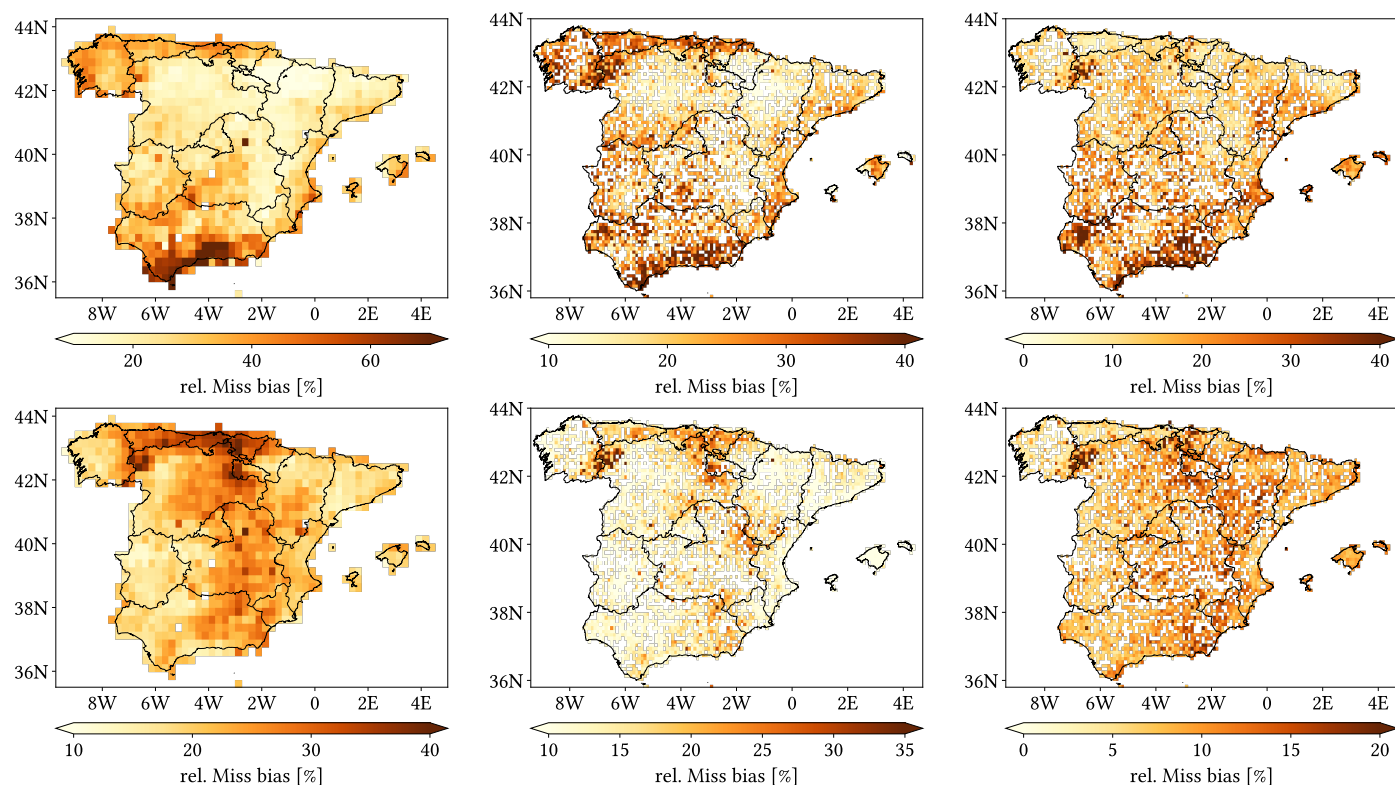 44N
42N
40N
38N
36N
8W 6W 4W 2W 0 2E 4E
20 40 60
rel. Miss bias [%]
44N
42N
40N
38N
36N
8W 6W 4W 2W 0 2E 4E
10 20 30 40
rel. Miss bias [%]
44N
42N
40N
38N
36N
8W 6W 4W 2W 0 2E 4E
0 10 20 30 40
rel. Miss bias [%]
44N
42N
40N
38N
36N
8W 6W 4W 2W 0 2E 4E
10 20 30 40
rel. Miss bias [%]
44N
42N
40N
38N
36N
8W 6W 4W 2W 0 2E 4E
10 15 20 25 30 35
rel. Miss bias [%]
44N
42N
40N
38N
36N
8W 6W 4W 2W 0 2E 4E
0 5 10 15 20
rel. Miss bias [%]